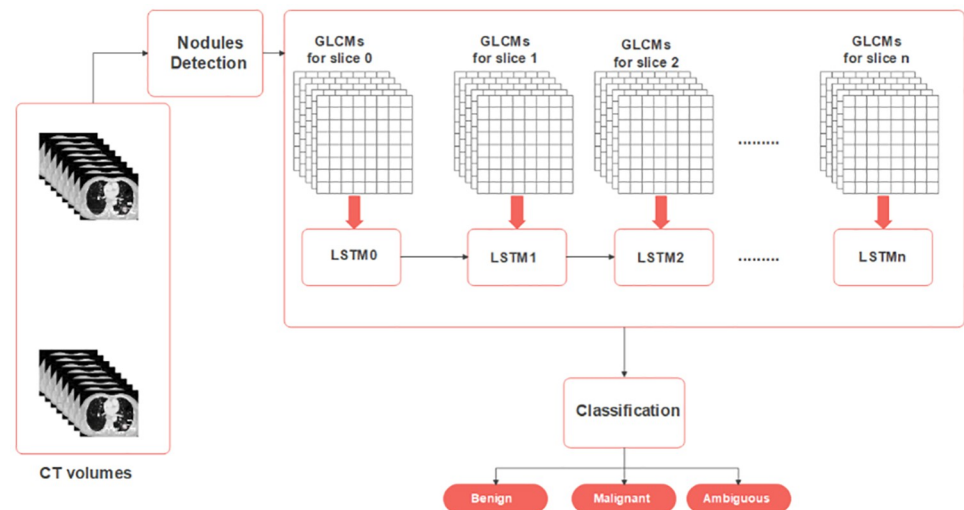 Nodules
Detection
GLCMs
for slice 0
GLCMs
for slice 1
GLCMs
for slice 2
GLCMs
for slice n
.........
LSTM0
LSTM1
LSTM2
.........
LSTMn
CT volumes
Classification
Benign
Malignant
Ambiguous